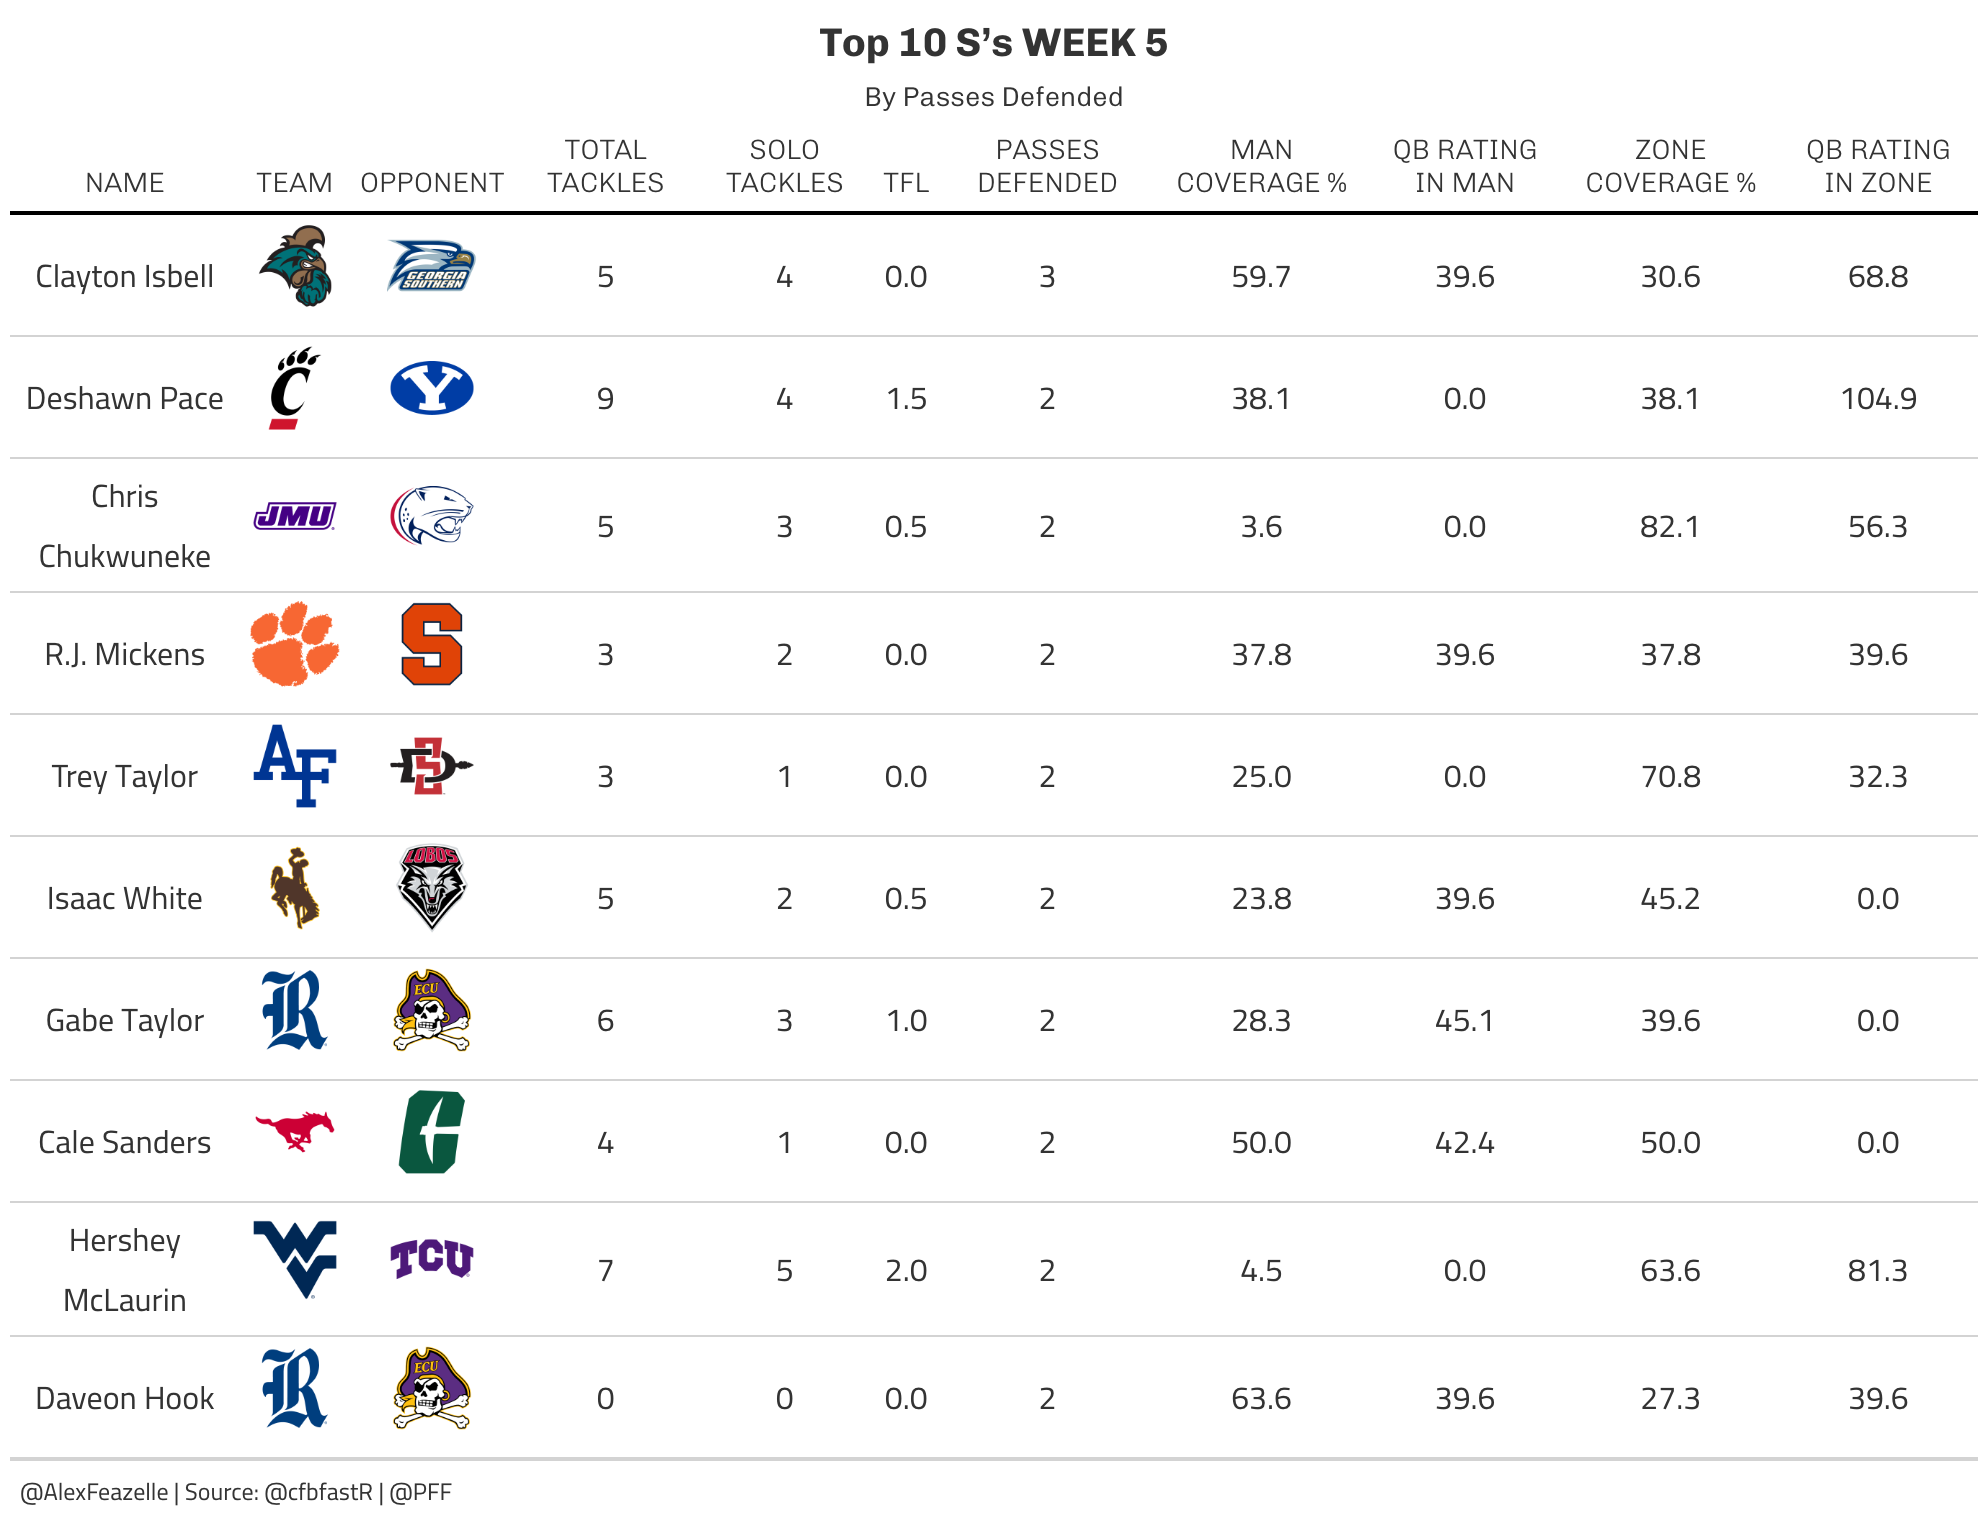 Top 10 S’s WEEK 5
By Passes Defended
NAME TEAM OPPONENT TOTAL TACKLES SOLO TACKLES TFL PASSES DEFENDED MAN COVERAGE % QB RATING IN MAN ZONE COVERAGE % QB RATING IN ZONE
Clayton Isbell GEORGIA SOUTHERN 5 4 0.0 3 59.7 39.6 30.6 68.8
Deshawn Pace C Y 9 4 1.5 2 38.1 0.0 38.1 104.9
Chris Chukwuneke JMU 5 3 0.5 2 3.6 0.0 82.1 56.3
R.J. Mickens S 3 2 0.0 2 37.8 39.6 37.8 39.6
Trey Taylor AF SD 3 1 0.0 2 25.0 0.0 70.8 32.3
Isaac White LOBOS 5 2 0.5 2 23.8 39.6 45.2 0.0
Gabe Taylor R ECU 6 3 1.0 2 28.3 45.1 39.6 0.0
Cale Sanders C 4 1 0.0 2 50.0 42.4 50.0 0.0
Hershey McLaurin WV TCU 7 5 2.0 2 4.5 0.0 63.6 81.3
Daveon Hook R ECU 0 0 0.0 2 63.6 39.6 27.3 39.6
@AlexFeazelle | Source: @cfbfastR | @PFF